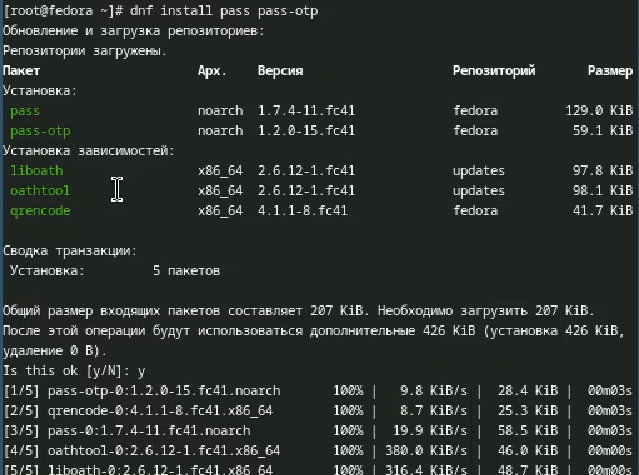 [root@fedora ~]# dnf install pass pass-otp
Обновление и загрузка репозиториев:
Репозитории загружены.
Пакет Арх. Версия Репозиторий Размер
Установка:
pass noarch 1.7.4-11.fc41 fedora 129.0 KiB
pass-otp noarch 1.2.0-15.fc41 fedora 59.1 KiB
Установка зависимостей:
liboath x86_64 2.6.12-1.fc41 updates 97.8 KiB
oathtool x86_64 2.6.12-1.fc41 updates 98.1 KiB
qrencode x86_64 4.1.1-8.fc41 fedora 41.7 KiB
Сводка транзакции:
Установка: 5 пакетов
Общий размер входящих пакетов составляет 207 KiB. Необходимо загрузить 207 KiB.
После этой операции будут использоваться дополнительные 426 KiB (установка 426 KiB,
удаление 0 B).
Is this ok [y/N]: y
[1/5] pass-otp-0:1.2.0-15.fc41.noarch 100% | 9.8 KiB/s | 28.4 KiB | 00m03s
[2/5] qrencode-0:4.1.1-8.fc41.x86_64 100% | 8.7 KiB/s | 25.3 KiB | 00m03s
[3/5] pass-0:1.7.4-11.fc41.noarch 100% | 19.9 KiB/s | 58.5 KiB | 00m03s
[4/5] oathtool-0:2.6.12-1.fc41.x86_64 100% | 380.0 KiB/s | 46.0 KiB | 00m00s
[5/5] liboath-0:2.6.12-1.fc41.x86_64 100% | 316.4 KiB/s | 48.7 KiB | 00m00s